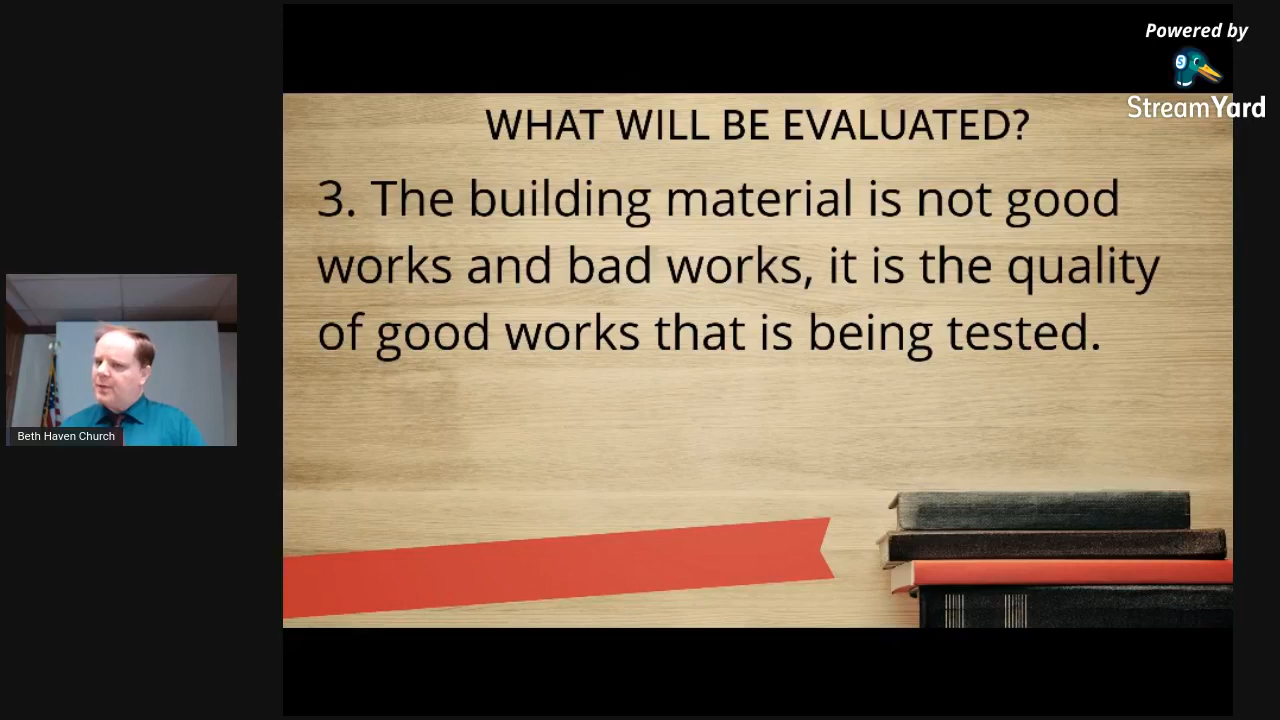 Powered by
StreamYard
WHAT WILL BE EVALUATED?
3. The building material is not good
works and bad works, it is the quality
of good works that is being tested.
Beth Haven Church